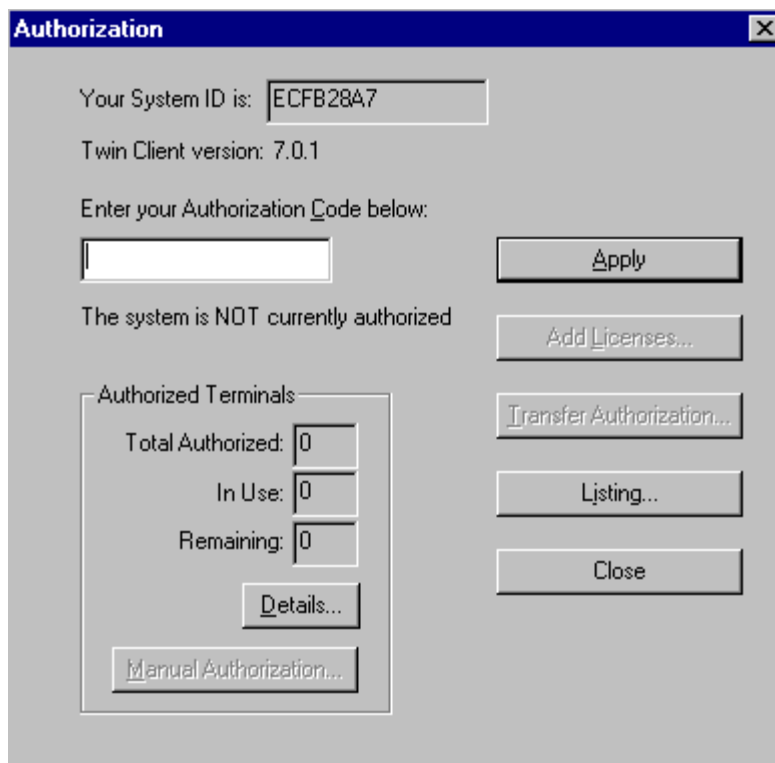 Authorization
Your System ID is: ECFB28A7
Twin Client version: 7.0.1
Enter your Authorization Code below:
Apply
The system is NOT currently authorized
Add Licenses...
Authorized Terminals
Transfer Authorization...
Total Authorized: 0
In Use: 0
Listing...
Remaining: 0
Close
Details...
Manual Authorization...